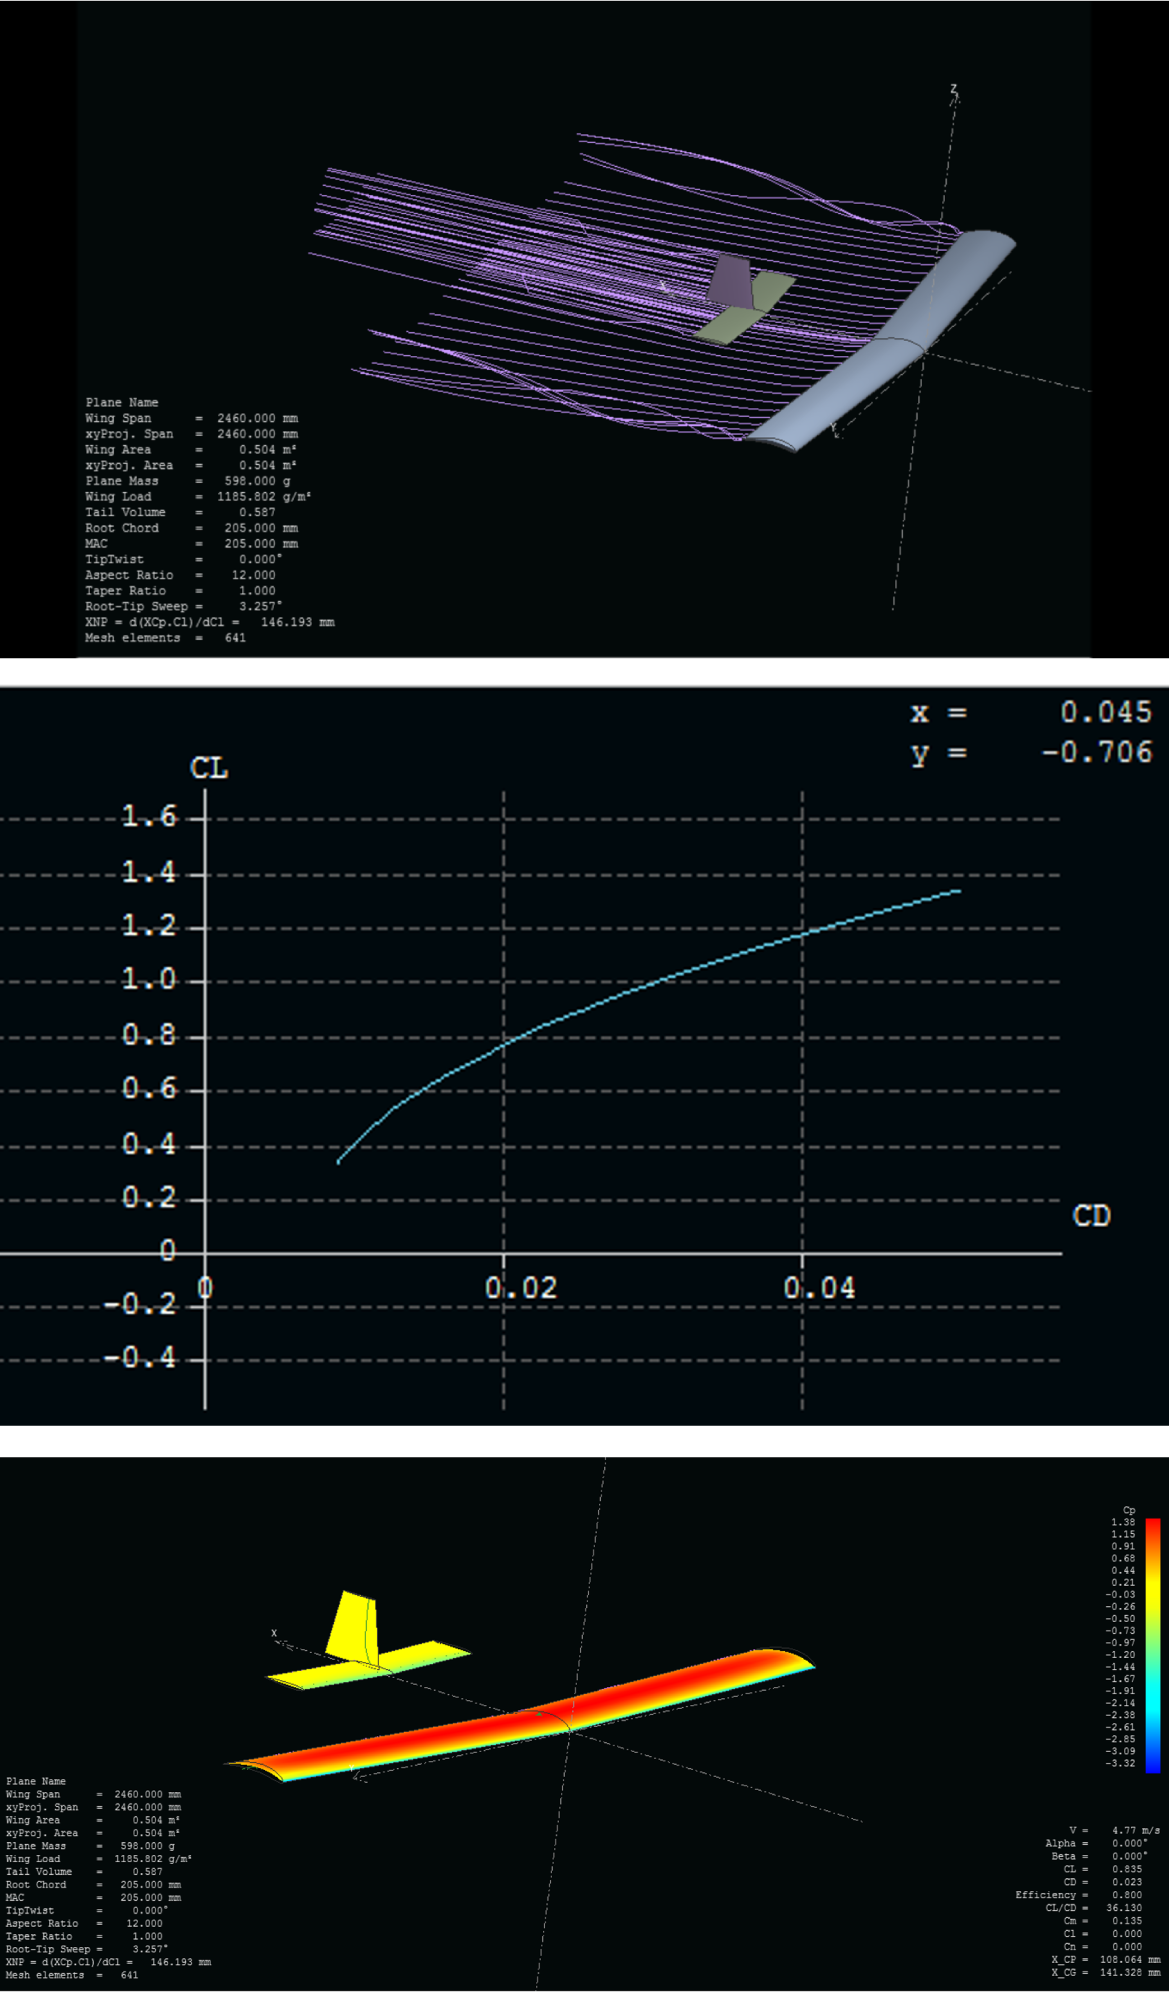 Z
Y
Plane Name
Wing Span = 2460.000 mm
xyProj. Span = 2460.000 mm
Wing Area = 0.504 m²
xyProj. Area = 0.504 m²
Plane Mass = 598.000 g
Wing Load = 1185.802 g/m²
Tail Volume = 0.587
Root Chord = 205.000 mm
MAC = 205.000 mm
TipTwist = 0.000°
Aspect Ratio = 12.000
Taper Ratio = 1.000
Root-Tip Sweep = 3.257°
XNP = d(XCp.Cl)/dCl = 146.193 mm
Mesh elements = 641
x = 0.045
y = -0.706
CL
1.6
1.4
1.2
1.0
0.8
0.6
0.4
0.2
CD
0
0 0.02 0.04
-0.2
-0.4
Cp
1.38
1.15
0.91
0.68
0.44
0.21
-0.03
-0.26
-0.50
-0.73
-0.97
-1.20
-1.44
-1.67
-1.91
-2.14
-2.38
-2.61
-2.85
-3.09
-3.32
X
Plane Name
Wing Span = 2460.000 mm
xyProj. Span = 2460.000 mm
Wing Area = 0.504 m²
xyProj. Area = 0.504 m²
Plane Mass = 598.000 g
Wing Load = 1185.802 g/m²
Tail Volume = 0.587
Root Chord = 205.000 mm
MAC = 205.000 mm
TipTwist = 0.000°
Aspect Ratio = 12.000
Taper Ratio = 1.000
Root-Tip Sweep = 3.257°
XNP = d(XCp.Cl)/dCl = 146.193 mm
Mesh elements = 641
V = 4.77 m/s
Alpha = 0.000°
Beta = 0.000°
CL = 0.835
CD = 0.023
Efficiency = 0.800
CL/CD = 36.130
Cm = 0.135
Cl = 0.000
Cn = 0.000
X_CP = 108.064 mm
X_CG = 141.328 mm